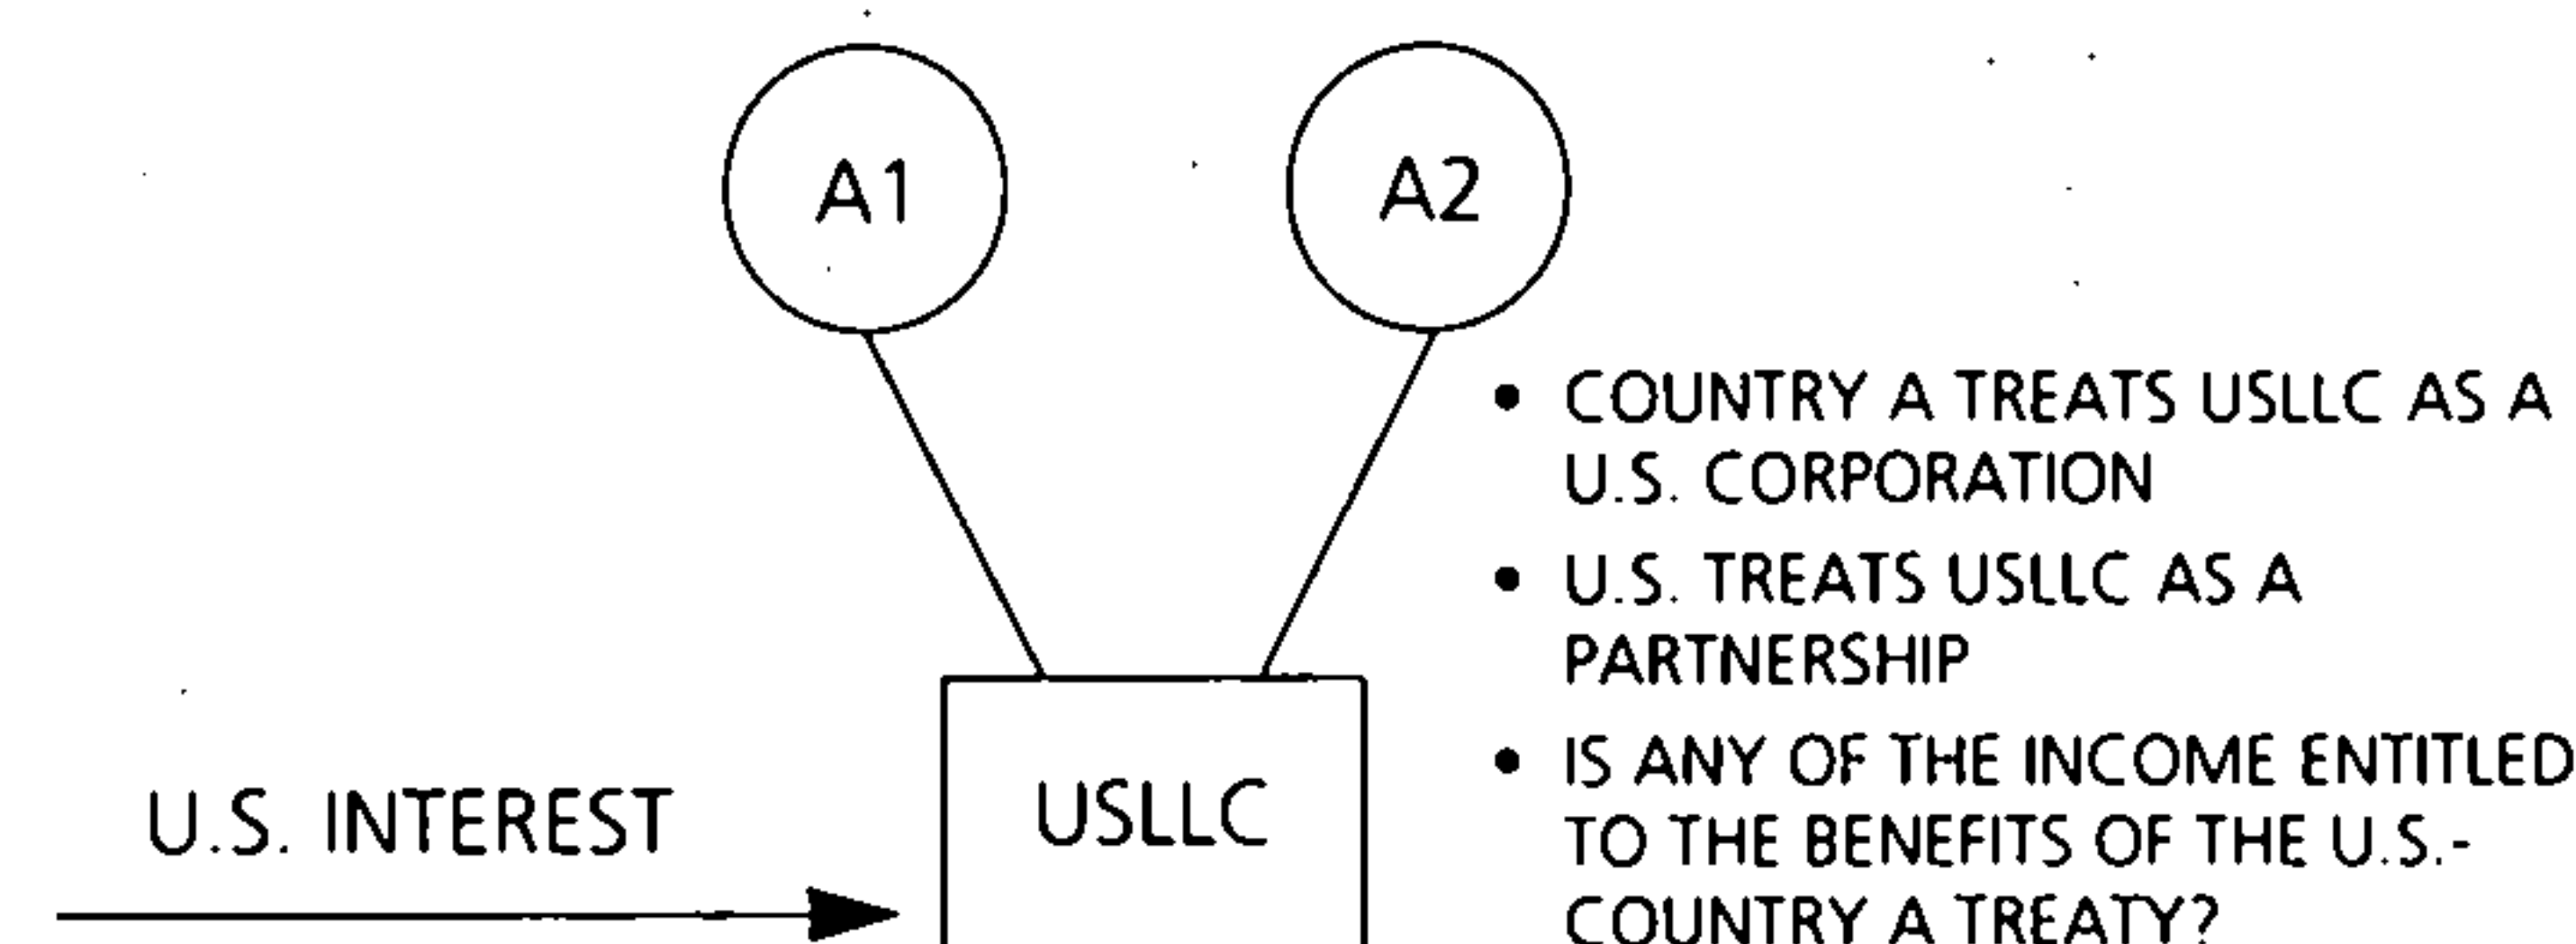 A1
A2
• COUNTRY A TREATS USLLC AS A
U.S. CORPORATION
• U.S. TREATS USLLC AS A
PARTNERSHIP
• IS ANY OF THE INCOME ENTITLED
TO THE BENEFITS OF THE U.S.-
COUNTRY A TREATY?
U.S. INTEREST
USLLC